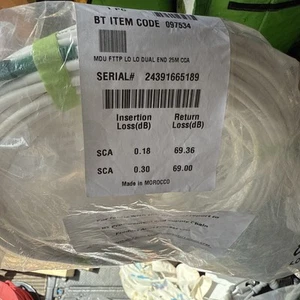 BT ITEM CODE 097534
MDU FTTP LO LO DUAL END 25M CCA
SERIAL# 24391665189
Insertion Return
Loss(dB) Loss(dB)
SCA 0.18 69.36
SCA 0.30 69.00
Made in MOROCCO